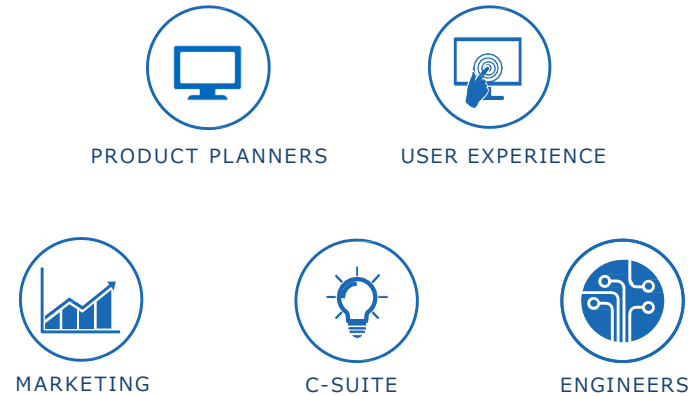 PRODUCT PLANNERS
USER EXPERIENCE
MARKETING
C-SUITE
ENGINEERS